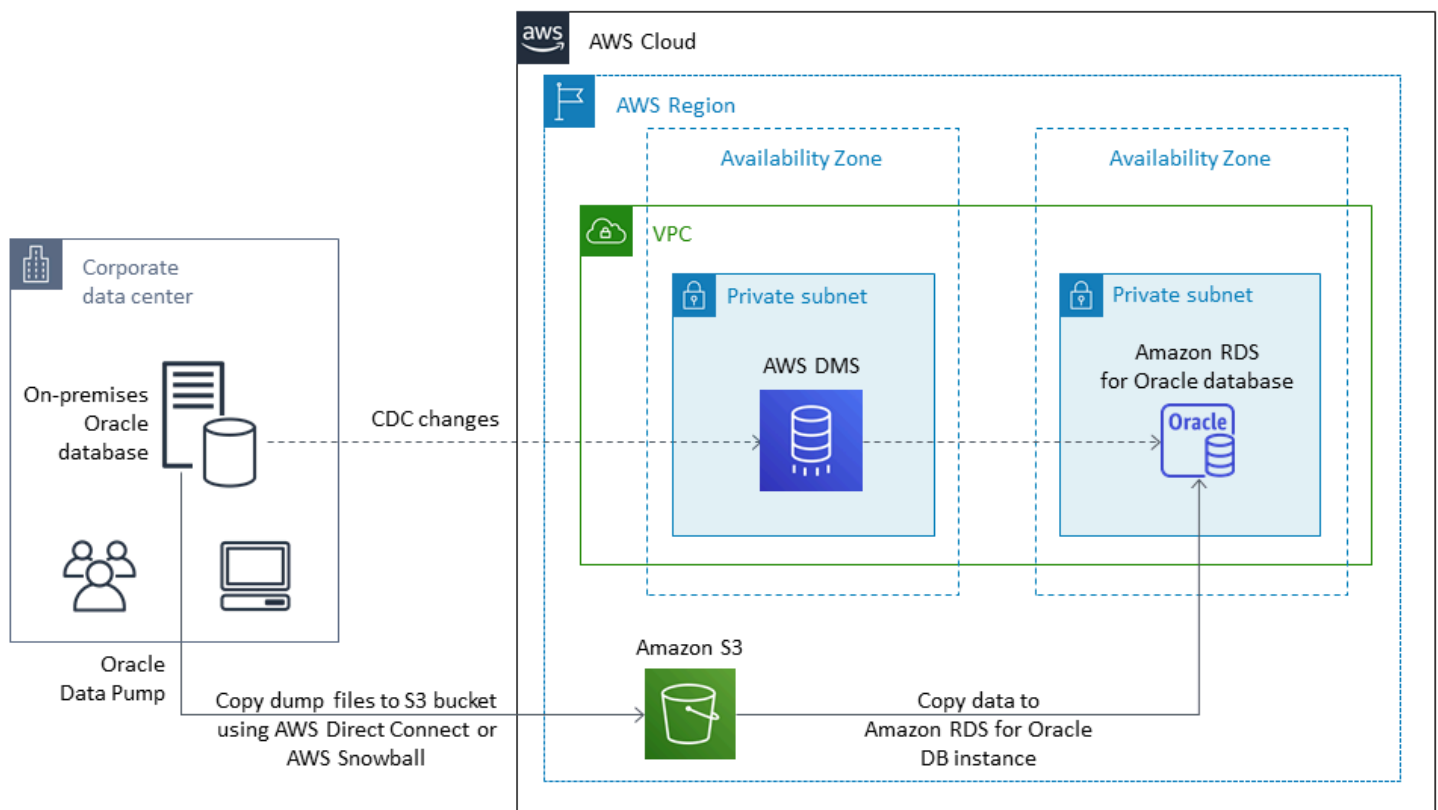 aws
AWS Cloud
AWS Region
Availability Zone
Availability Zone
VPC
Corporate
data center
Private subnet
Private subnet
On-premises
Oracle
database
CDC changes
AWS DMS
Amazon RDS
for Oracle database
Oracle
Oracle
Data Pump
Copy dump files to S3 bucket
using AWS Direct Connect or
AWS Snowball
Amazon S3
Copy data to
Amazon RDS for Oracle
DB instance